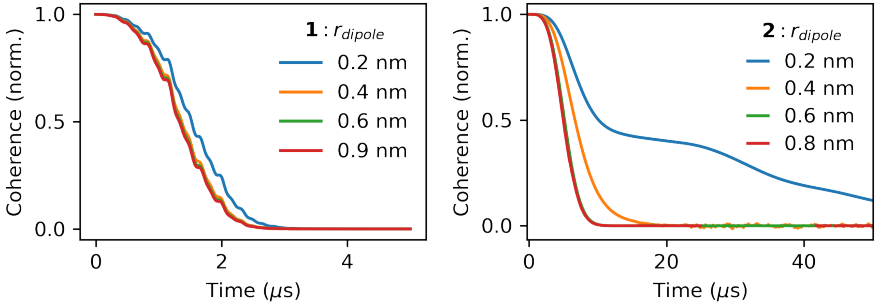 1 : r_dipole
0.2 nm
0.4 nm
0.6 nm
0.9 nm
Coherence (norm.)
1.0
0.5
0.0
0
2
4
Time (μs)
2 : r_dipole
0.2 nm
0.4 nm
0.6 nm
0.8 nm
Coherence (norm.)
1.0
0.5
0.0
0
20
40
Time (μs)